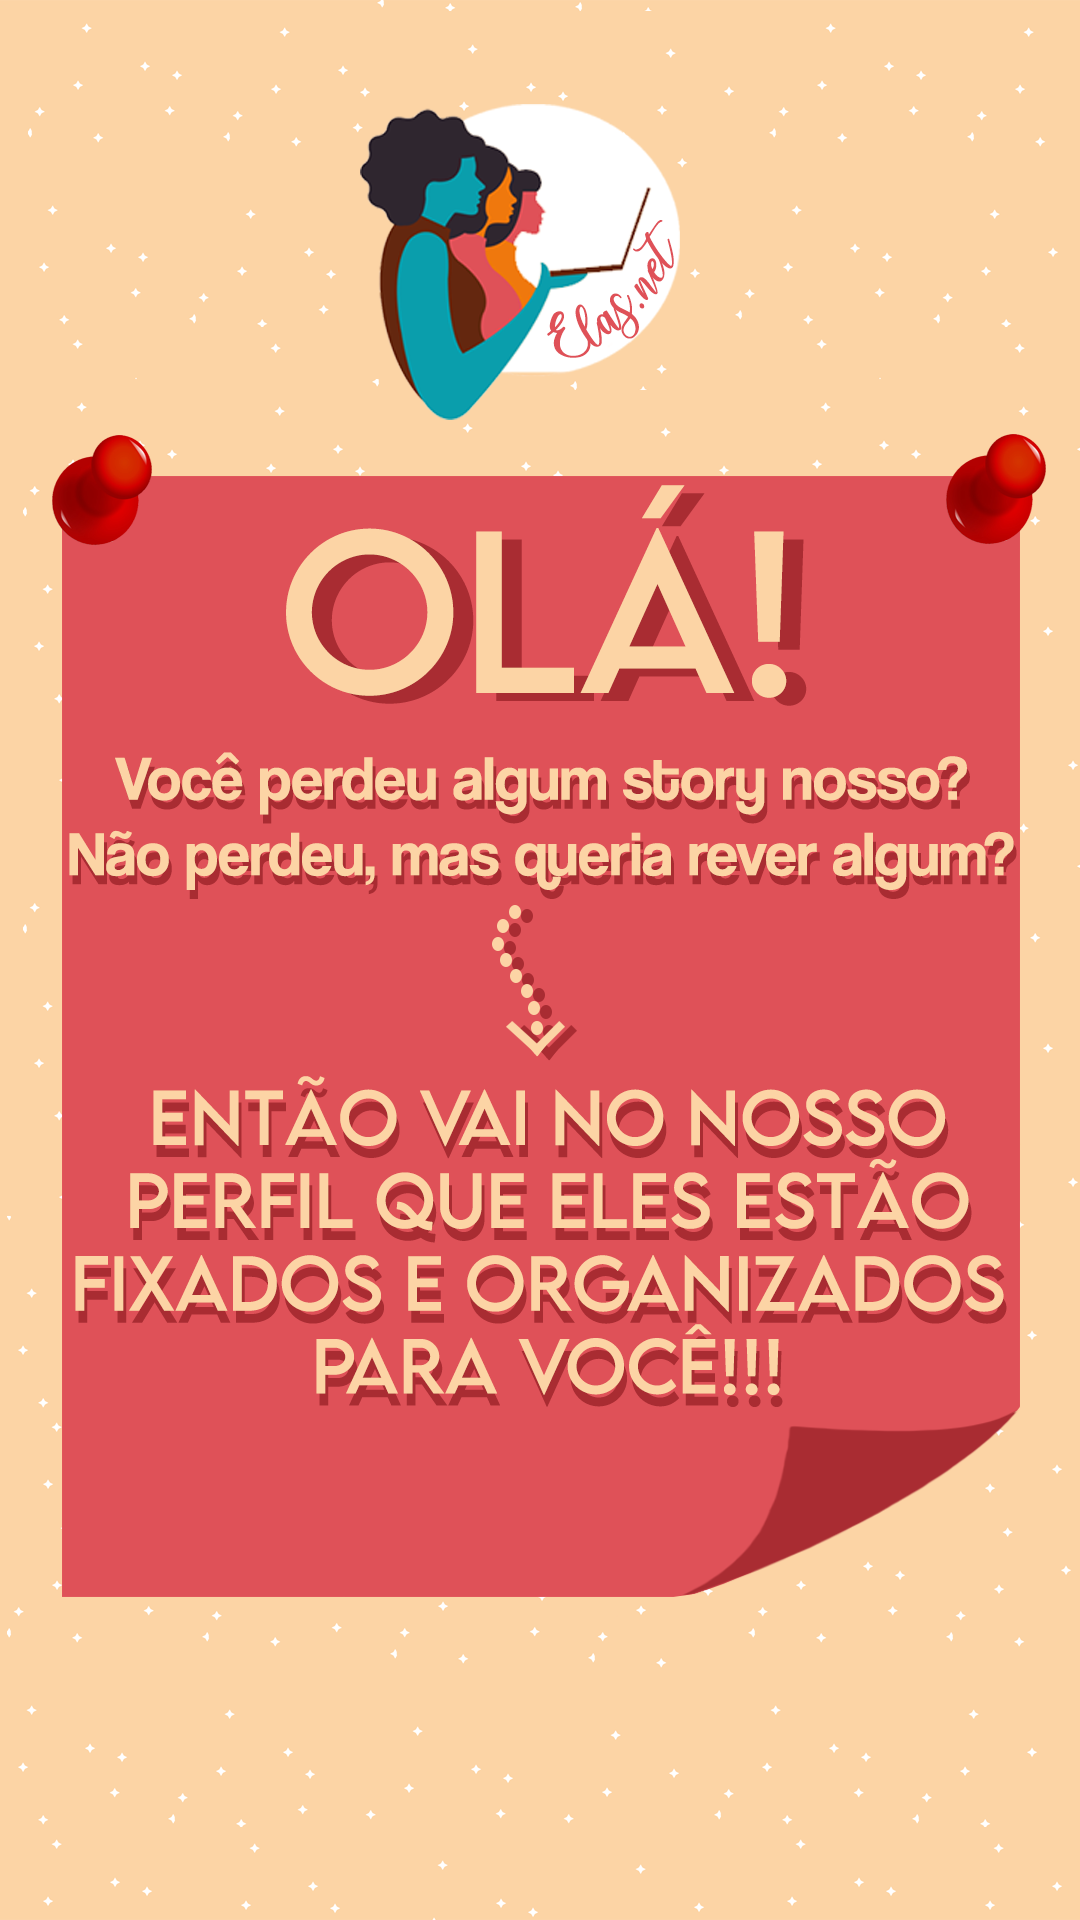 Elas.net
OLÁ!
Você perdeu algum story nosso?
Não perdeu, mas queria rever algum?
ENTÃO VAI NO NOSSO
PERFIL QUE ELES ESTÃO
FIXADOS E ORGANIZADOS
PARA VOCÊ!!!